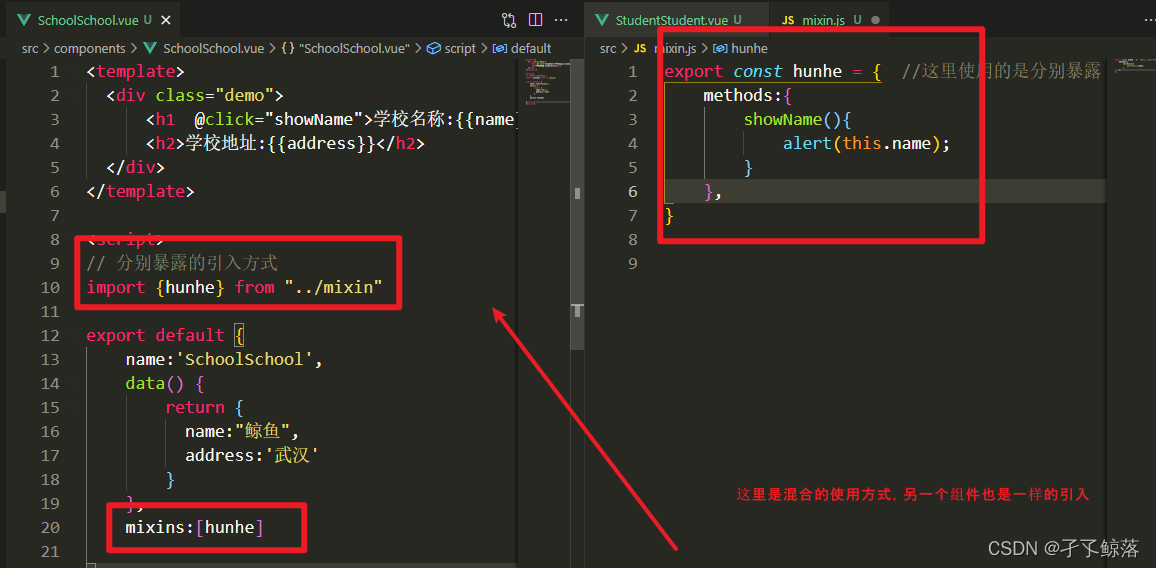 SchoolSchool.vue U
StudentStudent.vue U
JS mixin.js U
src > components > SchoolSchool.vue > {} "SchoolSchool.vue" > script > default
src > JS mixin.js > hunhe
1 <template>
2 <div class="demo">
3 <h1 @click="showName">学校名称:{{name}
4 <h2>学校地址:{{address}}</h2>
5 </div>
6 </template>
7
8 <script>
9 // 分别暴露的引入方式
10 import {hunhe} from "../mixin"
11
12 export default {
13 name:'SchoolSchool',
14 data() {
15 return {
16 name:"鲸鱼",
17 address:'武汉'
18 }
19 },
20 mixins:[hunhe]
21
1 export const hunhe = { //这里使用的是分别暴露
2 methods:{
3 showName(){
4 alert(this.name);
5 }
6 },
7 }
8
9
这里是混合的使用方式, 另一个组件也是一样的引入
CSDN @孑孓鲸落